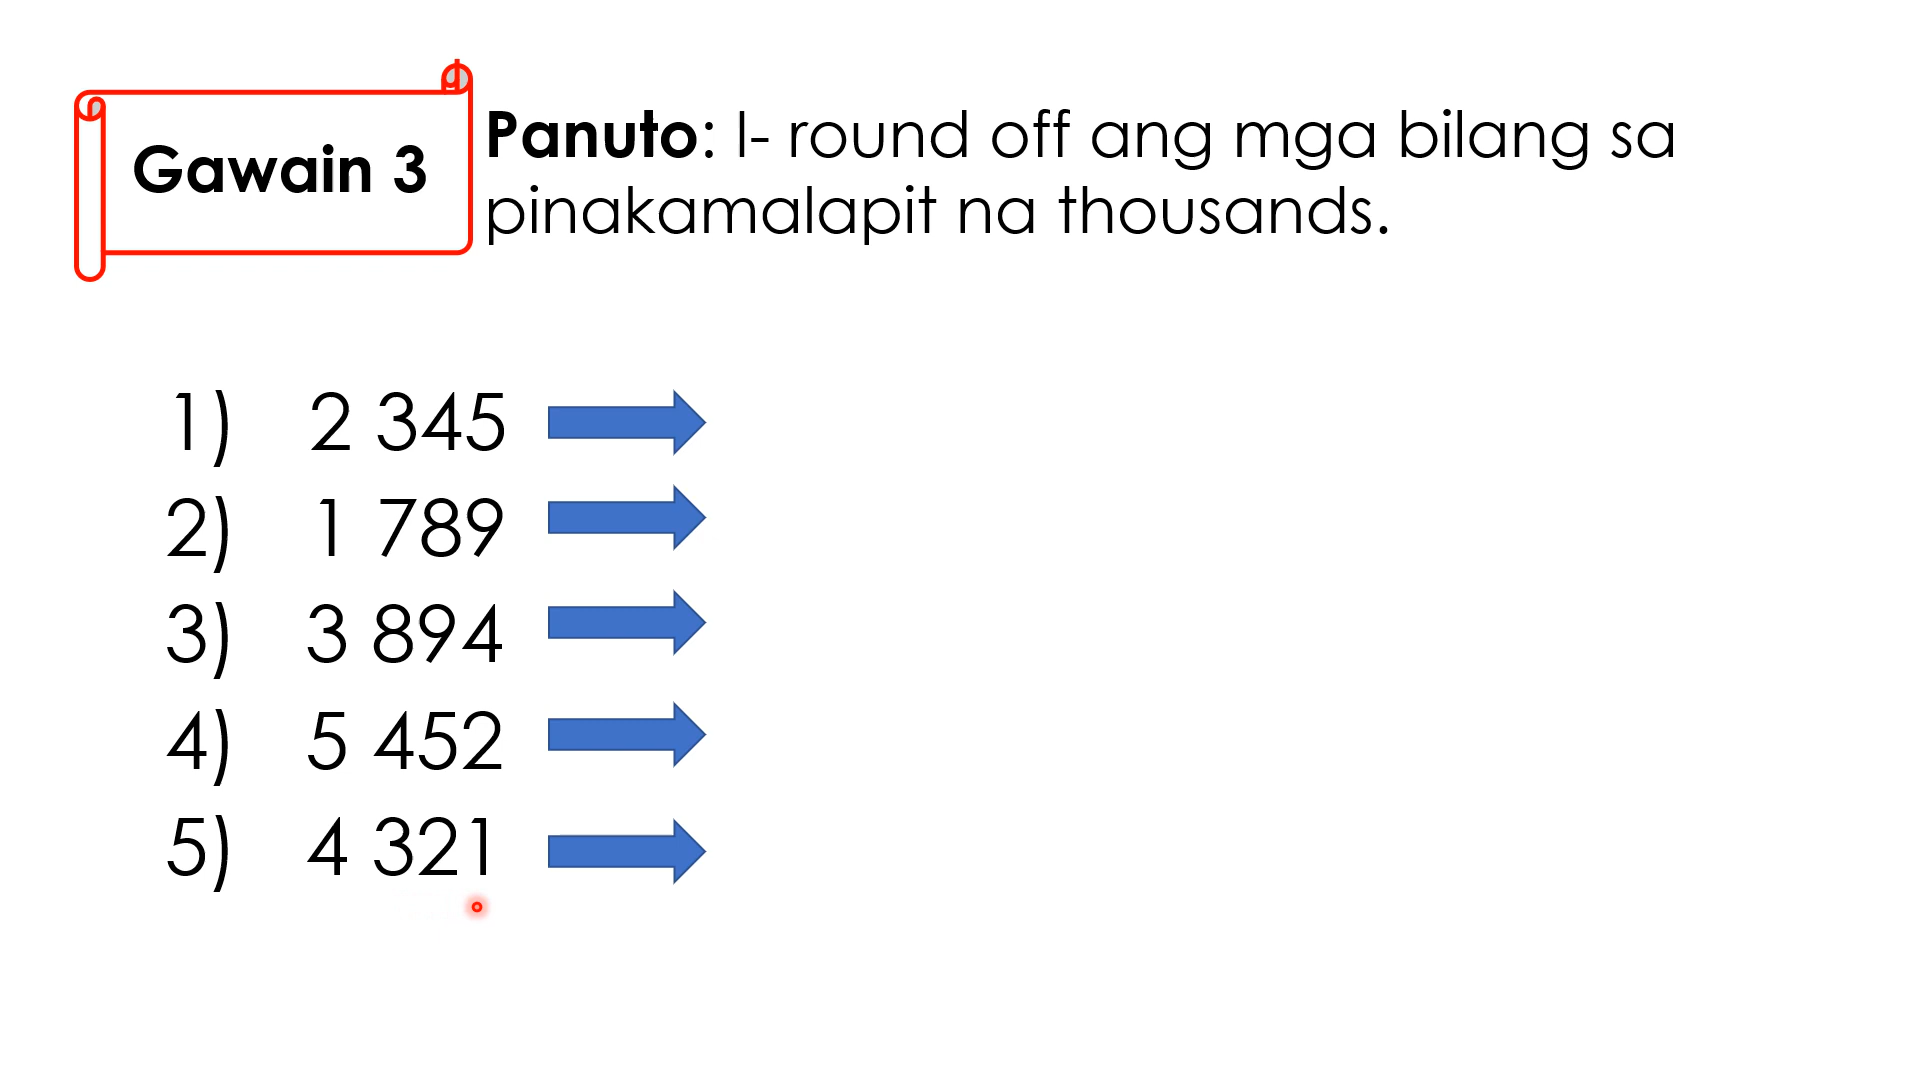 Gawain 3
Panuto: I- round off ang mga bilang sa
pinakamalapit na thousands.
1) 2 345
2) 1 789
3) 3 894
4) 5 452
5) 4 321